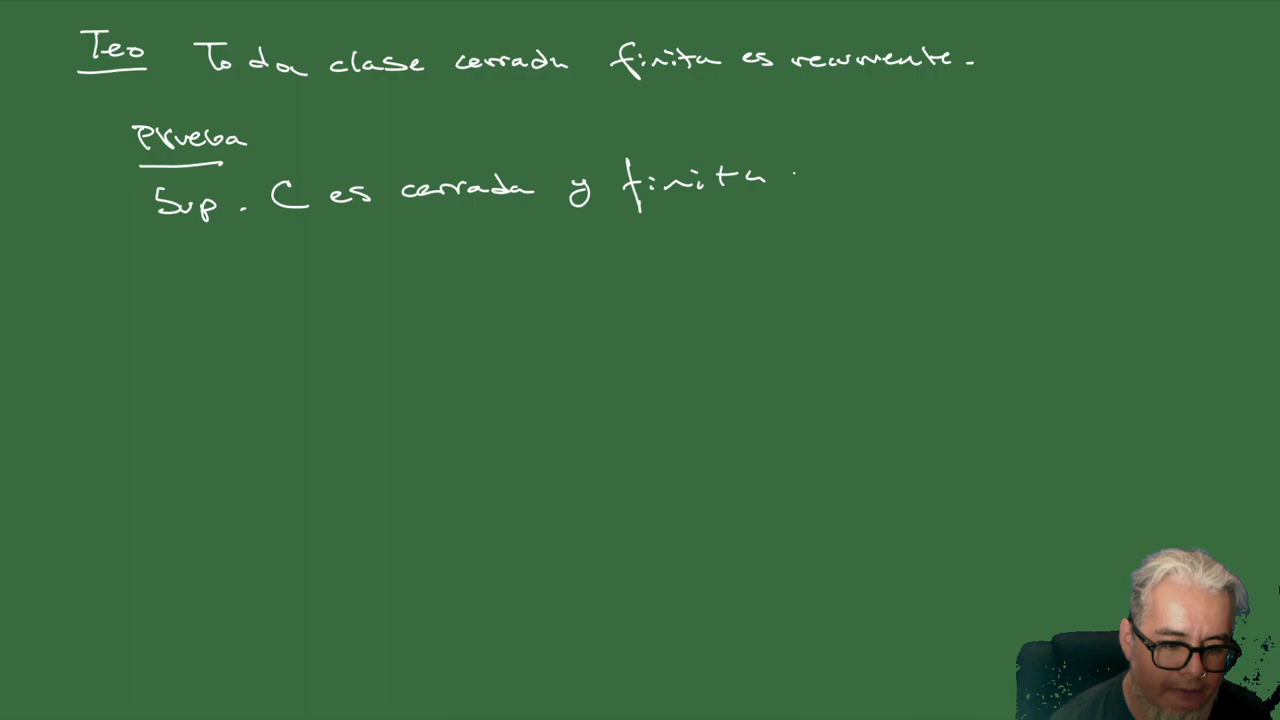 Teo Toda clase cerrada finita es recurrente.
Prueba
Sup. C es cerrada y finita.